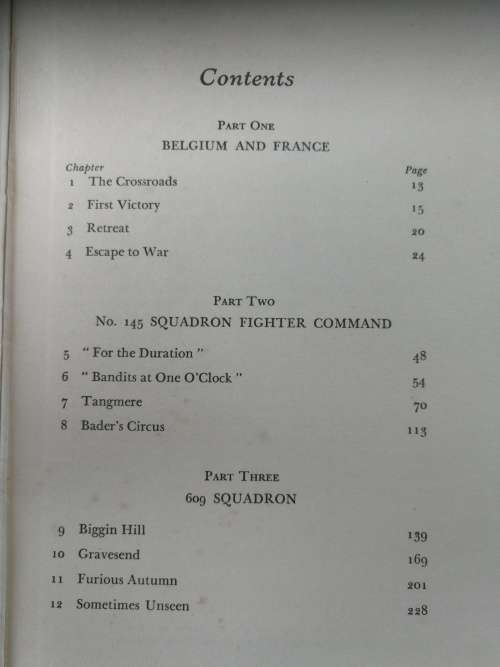 Contents
PART ONE
BELGIUM AND FRANCE
Chapter Page
1 The Crossroads 13
2 First Victory 15
3 Retreat 20
4 Escape to War 24
PART TWO
No. 145 SQUADRON FIGHTER COMMAND
5 " For the Duration " 48
6 " Bandits at One O'Clock " 54
7 Tangmere 70
8 Bader's Circus 113
PART THREE
609 SQUADRON
9 Biggin Hill 139
10 Gravesend 169
11 Furious Autumn 201
12 Sometimes Unseen 228